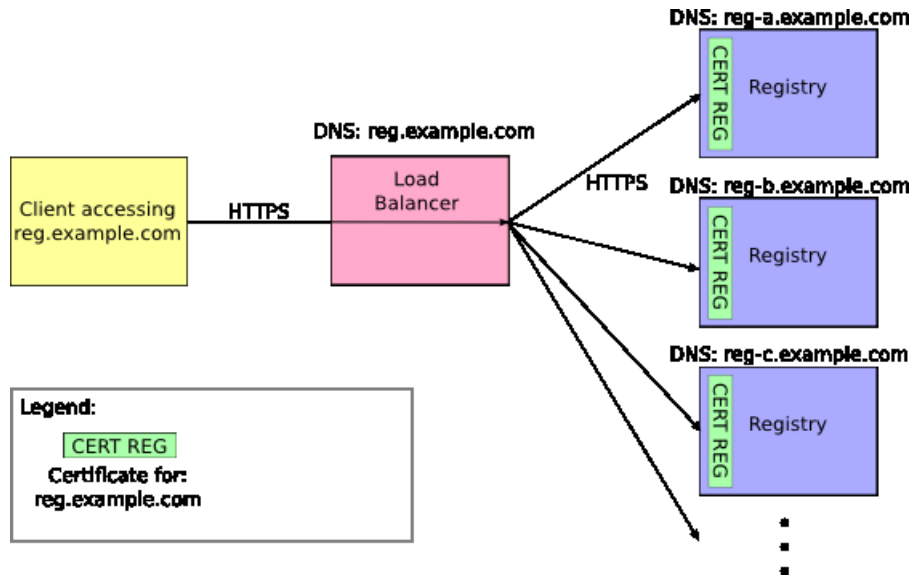 DNS: reg-a.example.com
CERT REG
Registry
DNS: reg.example.com
Load
Balancer
HTTPS
DNS: reg-b.example.com
Client accessing
reg.example.com
HTTPS
CERT REG
Registry
DNS: reg-c.example.com
CERT REG
Registry
Legend:
CERT REG
Certificate for:
reg.example.com